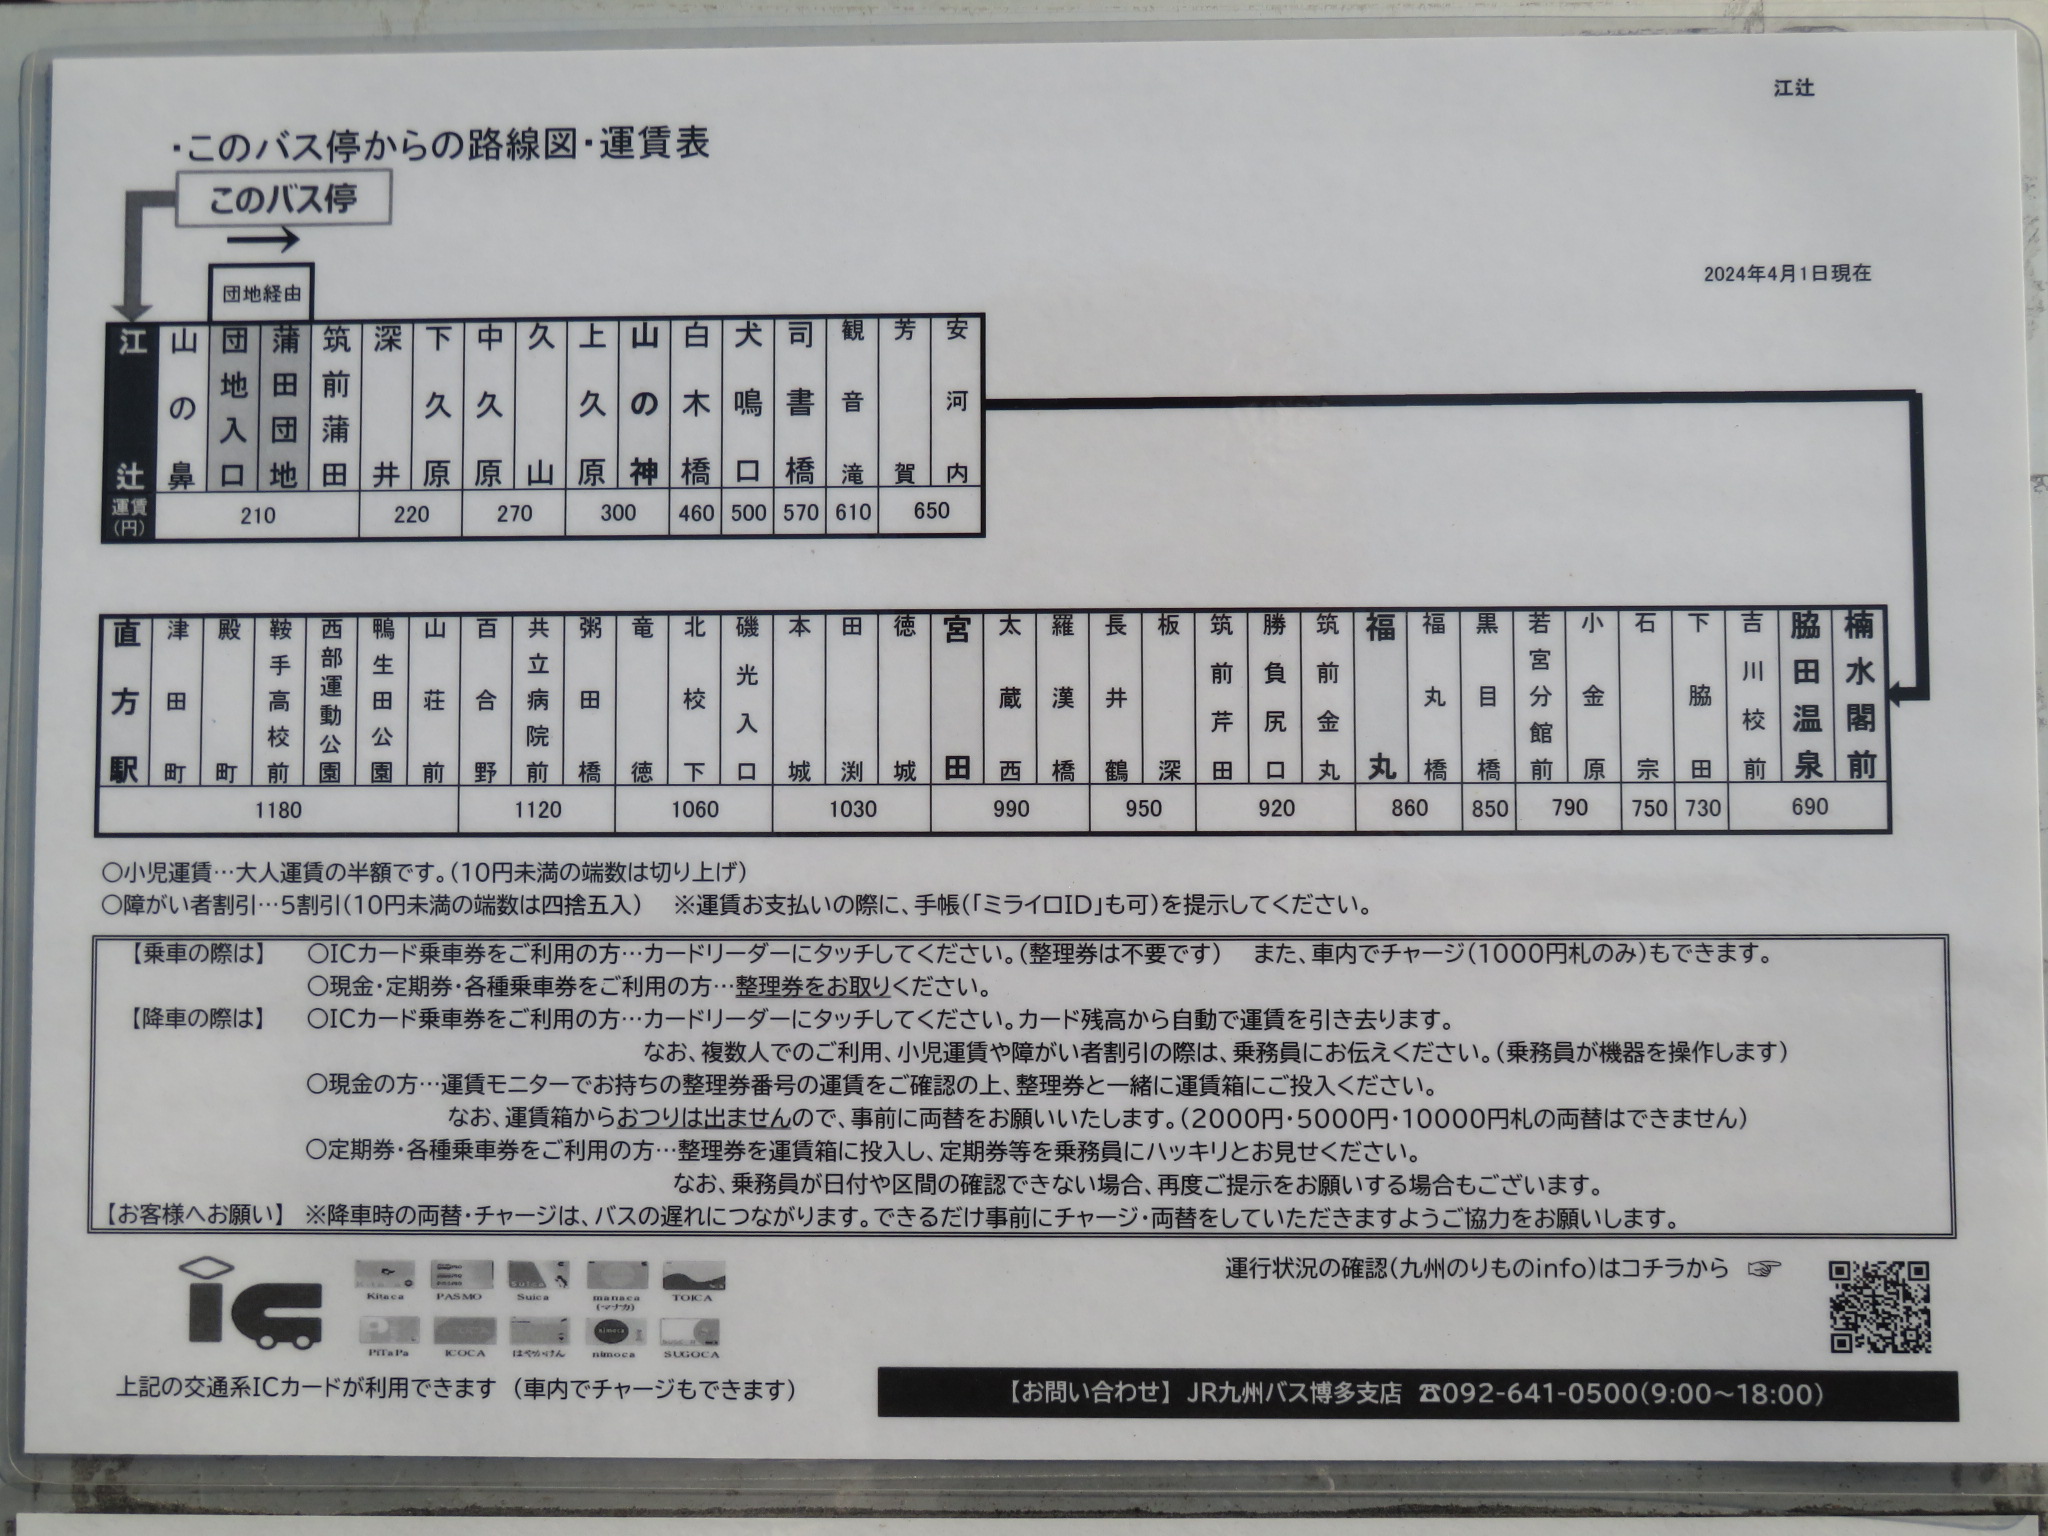 江辻
・このバス停からの路線図・運賃表
このバス停
→
2024年4月1日現在
団地経由
江辻 山の鼻 団地入口 蒲田団地 筑前蒲田 深井 下久原 中久原 久山 上久原 山の神 白木橋 犬鳴口 司書橋 観音滝 芳賀 安河内
運賃(円) 210 220 270 300 460 500 570 610 650
直方駅 津田町 殿町 鞍手高校前 西部運動公園 鴨生田公園 山荘前 百合野 共立病院前 粥田橋 竜徳 北校下 磯光入口 本城 田渕 徳城 宮田 太蔵西 羅漢橋 長井鶴 板深 筑前芹田 勝負尻口 筑前金丸 福丸 福丸橋 黒目橋 若宮分館前 小金原 石宗 下脇田 吉川校前 脇田温泉 楠水閣前
1180 1120 1060 1030 990 950 920 860 850 790 750 730 690
○小児運賃…大人運賃の半額です。(10円未満の端数は切り上げ)
○障がい者割引…5割引(10円未満の端数は四捨五入) ※運賃お支払いの際に、手帳(「ミライロID」も可)を提示してください。
【乗車の際は】 ○ICカード乗車券をご利用の方…カードリーダーにタッチしてください。(整理券は不要です) また、車内でチャージ(1000円札のみ)もできます。
○現金・定期券・各種乗車券をご利用の方…整理券をお取りください。
【降車の際は】 ○ICカード乗車券をご利用の方…カードリーダーにタッチしてください。カード残高から自動で運賃を引き去ります。
なお、複数人でのご利用、小児運賃や障がい者割引の際は、乗務員にお伝えください。(乗務員が機器を操作します)
○現金の方…運賃モニターでお持ちの整理券番号の運賃をご確認の上、整理券と一緒に運賃箱にご投入ください。
なお、運賃箱からおつりは出ませんので、事前に両替をお願いいたします。(2000円・5000円・10000円札の両替はできません)
○定期券・各種乗車券をご利用の方…整理券を運賃箱に投入し、定期券等を乗務員にハッキリとお見せください。
なお、乗務員が日付や区間の確認できない場合、再度ご提示をお願いする場合もございます。
【お客様へお願い】 ※降車時の両替・チャージは、バスの遅れにつながります。できるだけ事前にチャージ・両替をしていただきますようご協力をお願いします。
運行状況の確認(九州のりものinfo)はコチラから ☞
Kitaca PASMO Suica manaca (マナカ) TOICA
PiTaPa ICOCA はやかけん nimoca SUGOCA
上記の交通系ICカードが利用できます (車内でチャージもできます)
【お問い合わせ】 JR九州バス博多支店 ☎092-641-0500(9:00～18:00)